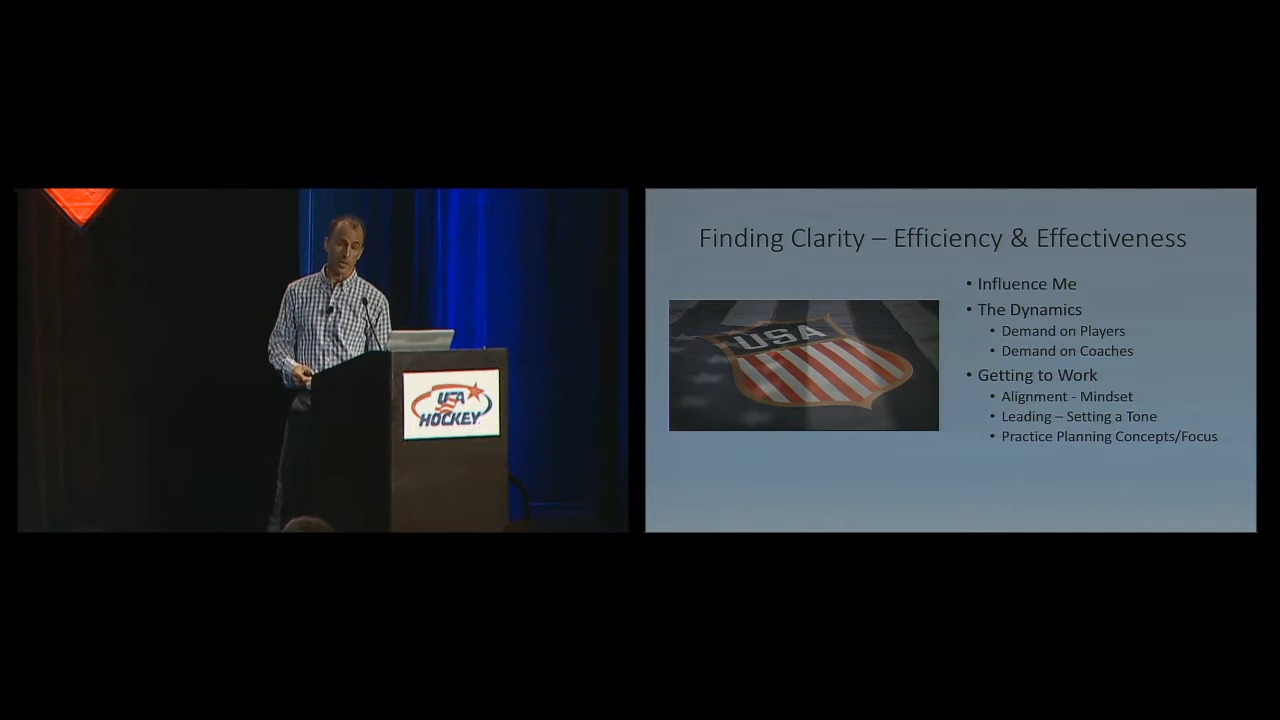 USA
HOCKEY
Finding Clarity – Efficiency & Effectiveness
USA
• Influence Me
• The Dynamics
• Demand on Players
• Demand on Coaches
• Getting to Work
• Alignment - Mindset
• Leading – Setting a Tone
• Practice Planning Concepts/Focus